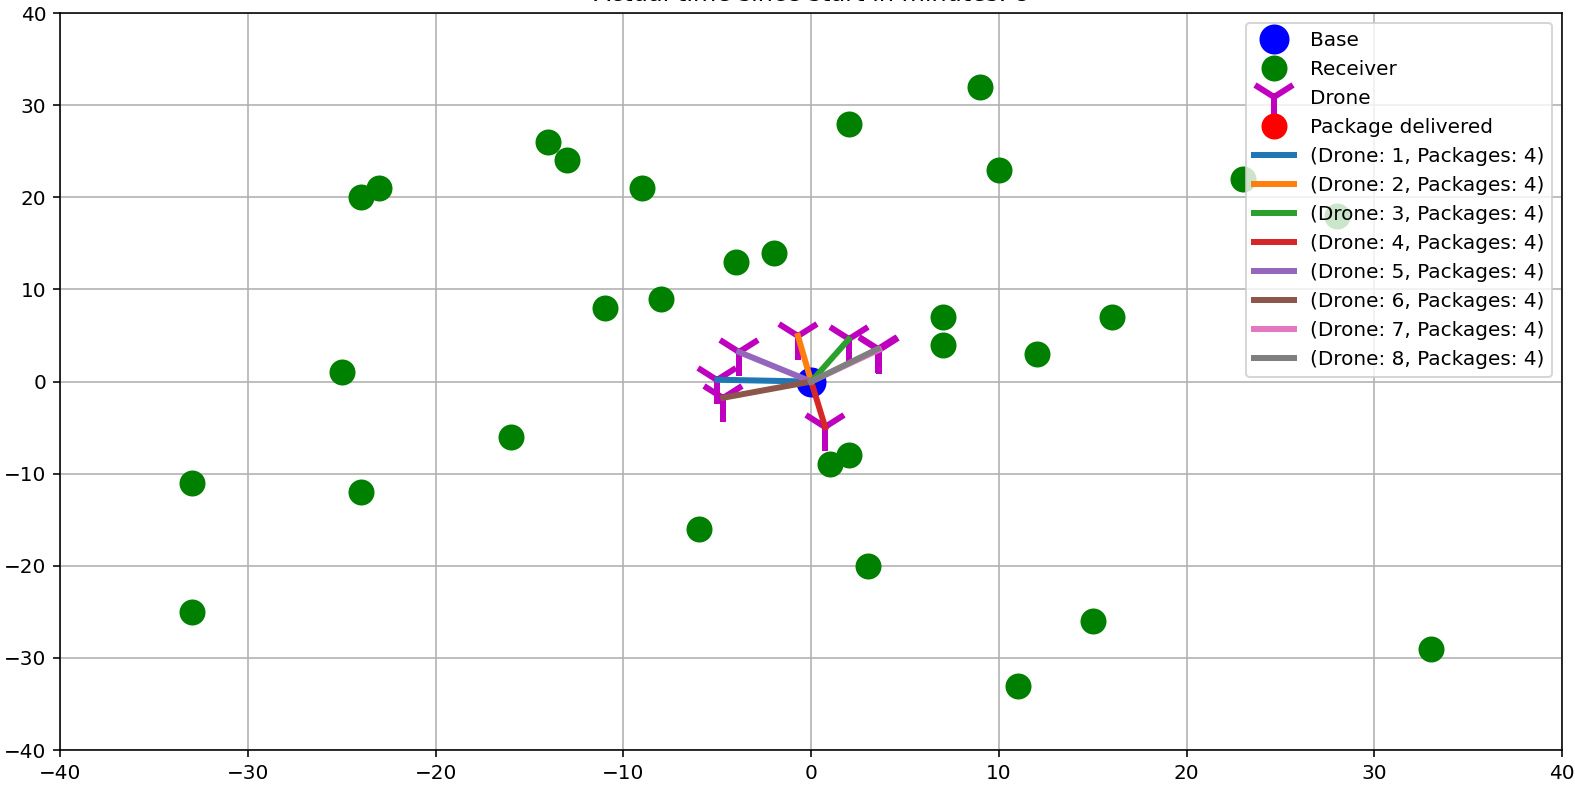 40
30
20
10
0
−10
−20
−30
−40
−40 −30 −20 −10 0 10 20 30 40
Base
Receiver
Drone
Package delivered
(Drone: 1, Packages: 4)
(Drone: 2, Packages: 4)
(Drone: 3, Packages: 4)
(Drone: 4, Packages: 4)
(Drone: 5, Packages: 4)
(Drone: 6, Packages: 4)
(Drone: 7, Packages: 4)
(Drone: 8, Packages: 4)